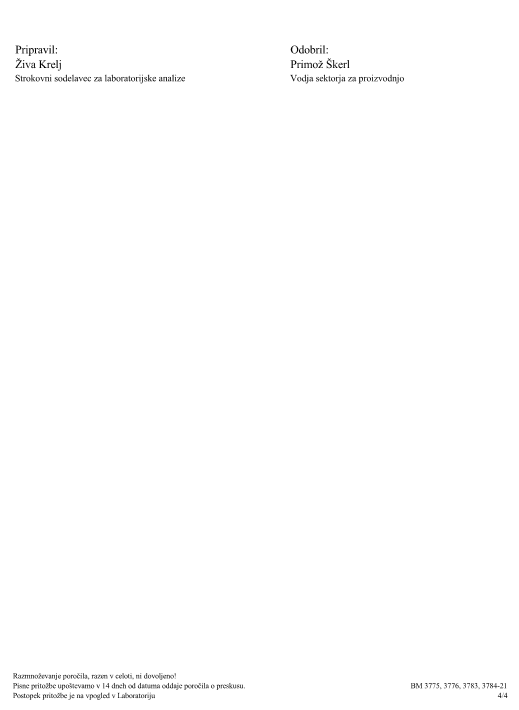 Pripravil:
Živa Krelj
Strokovni sodelavec za laboratorijske analize
Odobril:
Primož Škerl
Vodja sektorja za proizvodnjo
Razmnoževanje poročila, razen v celoti, ni dovoljeno!
Pisne pritožbe upoštevamo v 14 dneh od datuma oddaje poročila o preskusu.
Postopek pritožbe je na vpogled v Laboratoriju
BM 3775, 3776, 3783, 3784-21
4/4